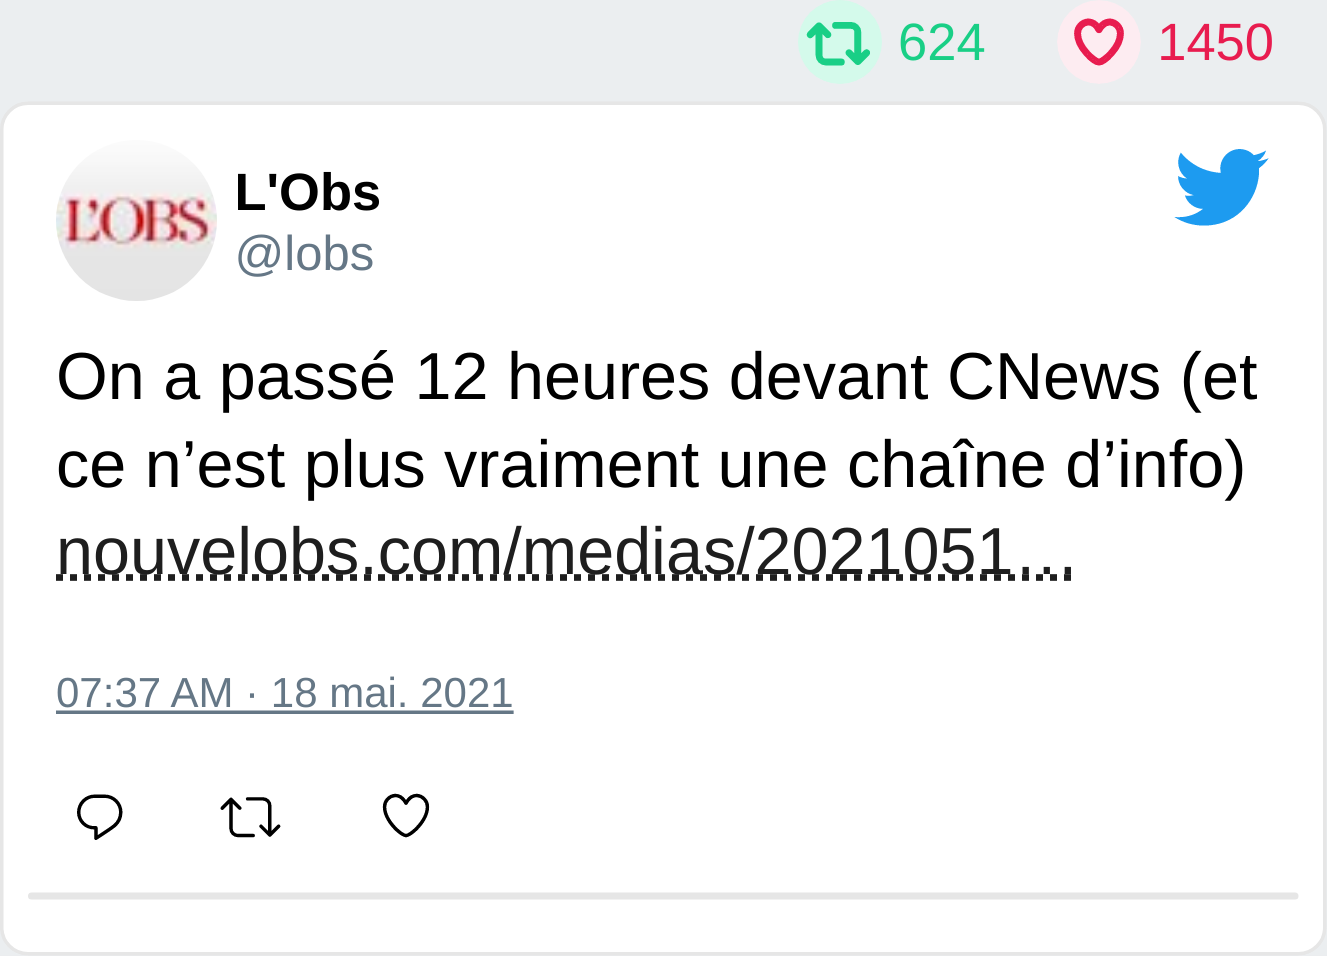 624 1450
L'OBS
L'Obs
@lobs
On a passé 12 heures devant CNews (et
ce n’est plus vraiment une chaîne d’info)
nouvelobs.com/medias/2021051…
07:37 AM · 18 mai. 2021